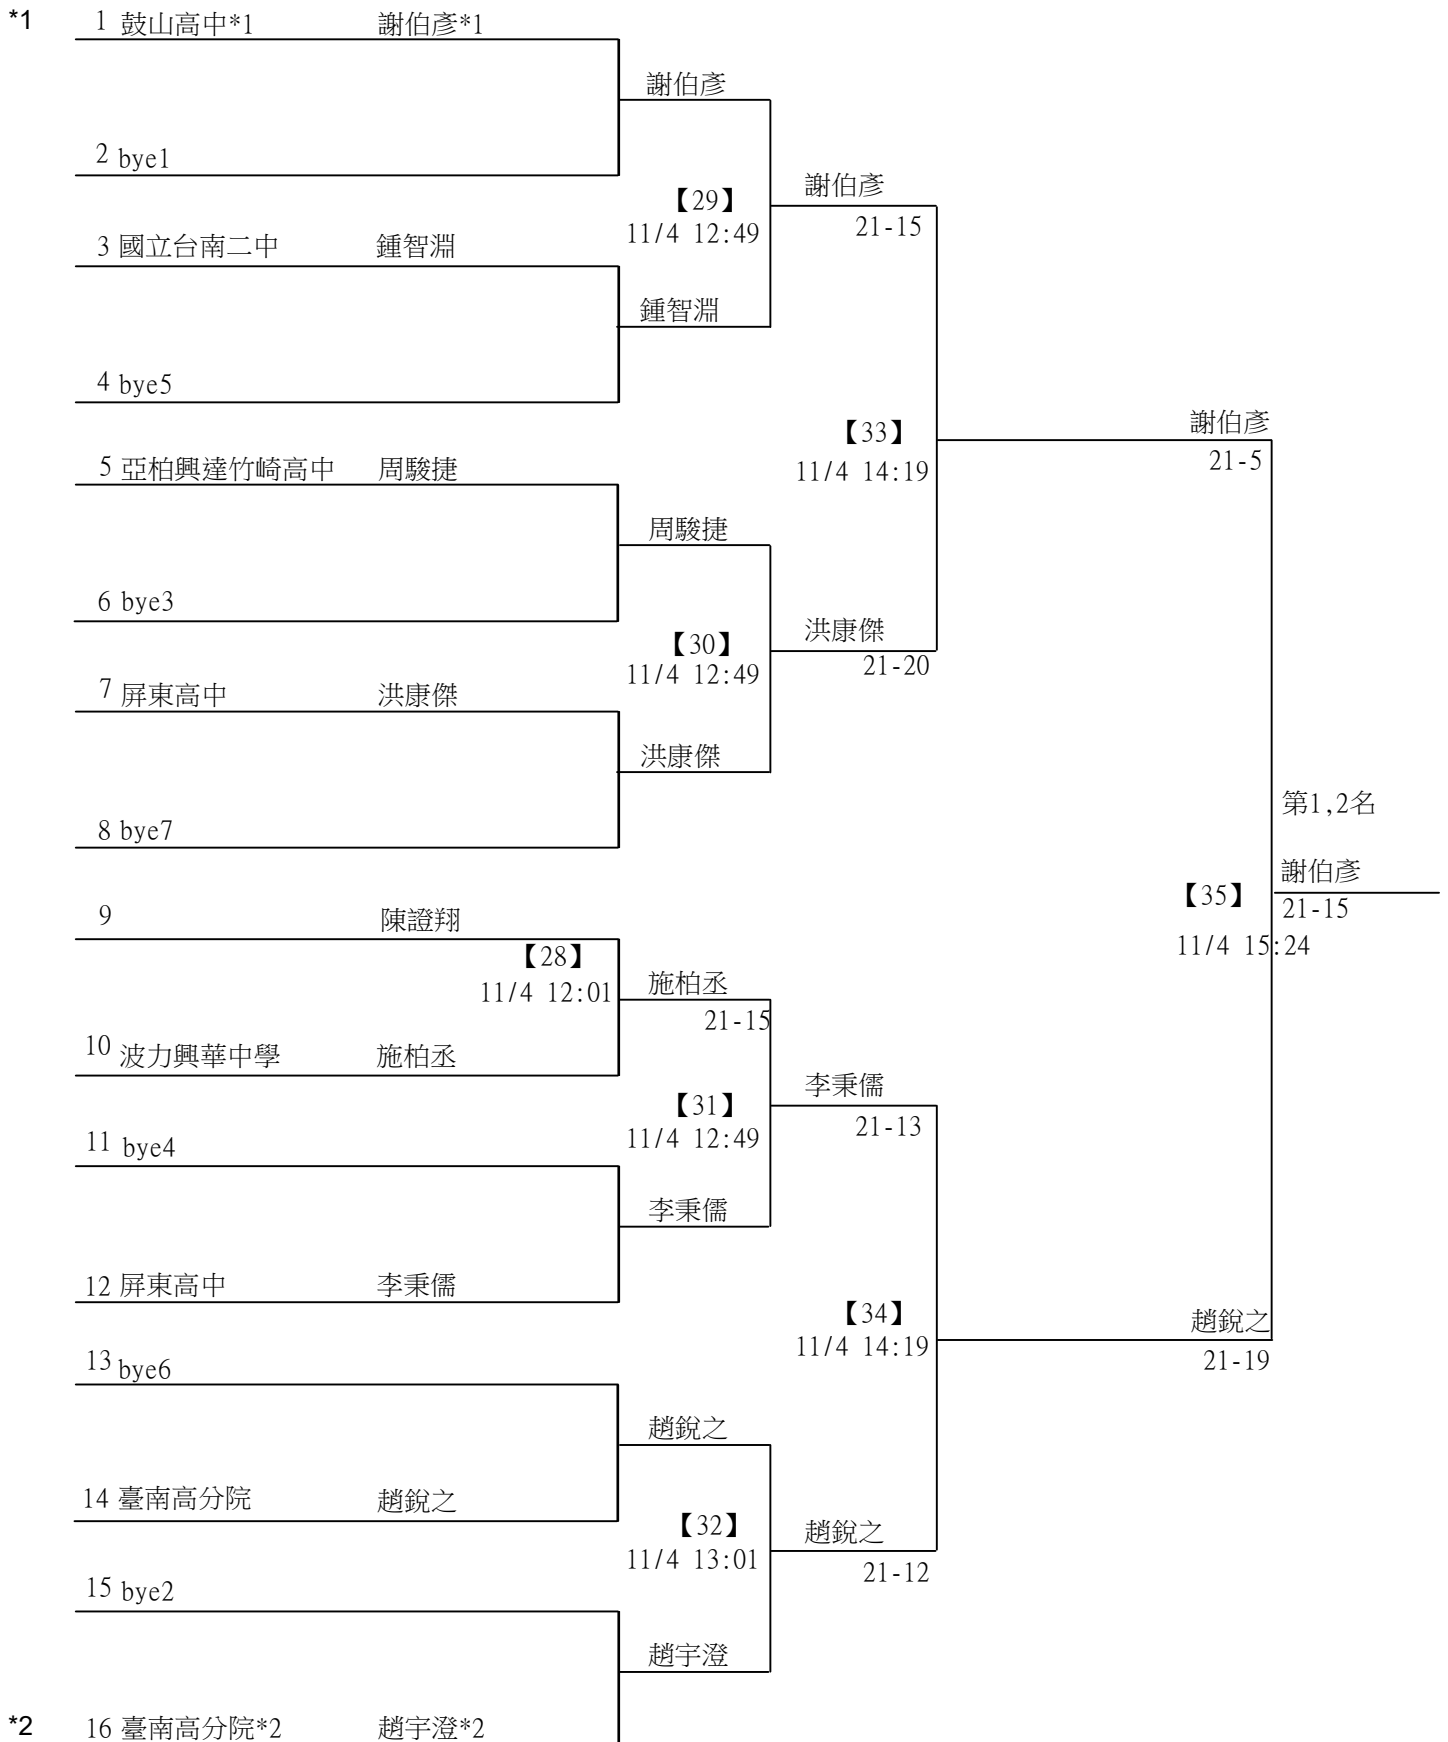 *1 1 鼓山高中*1 謝伯彥*1
謝伯彥
2 bye1
謝伯彥
【29】
21-15
11/4 12:49
3 國立台南二中 鍾智淵
鍾智淵
4 bye5
謝伯彥
【33】
21-5
11/4 14:19
5 亞柏興達竹崎高中 周駿捷
周駿捷
6 bye3
洪康傑
【30】
21-20
11/4 12:49
7 屏東高中 洪康傑
洪康傑
第1,2名
8 bye7
謝伯彥
【35】
21-15
11/4 15:24
9 陳證翔
【28】
11/4 12:01
施柏丞
21-15
10 波力興華中學 施柏丞
李秉儒
【31】
21-13
11/4 12:49
11 bye4
李秉儒
12 屏東高中 李秉儒
【34】
11/4 14:19
趙銳之
21-19
13 bye6
趙銳之
14 臺南高分院 趙銳之
【32】
趙銳之
11/4 13:01
21-12
15 bye2
趙宇澄
*2 16 臺南高分院*2 趙宇澄*2